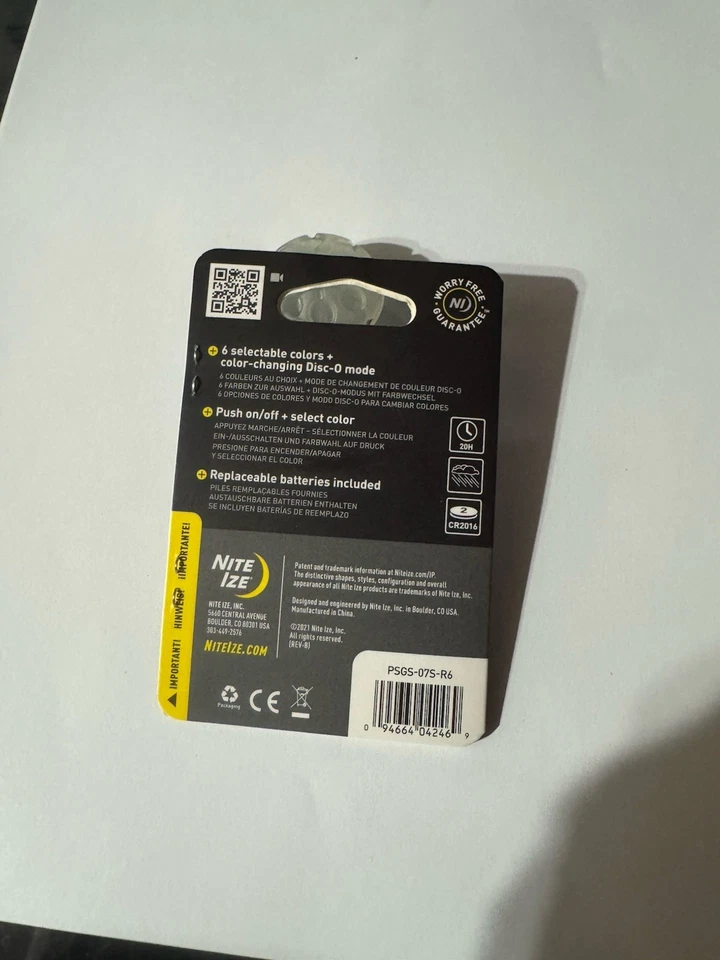 WORRY FREE
NI
GUARANTEE
6 selectable colors +
color-changing Disc-O mode
6 COULEURS AU CHOIX + MODE DE CHANGEMENT DE COULEUR DISC-O
6 FARBEN ZUR AUSWAHL + DISC-O-MODUS MIT FARBWECHSEL
6 OPCIONES DE COLORES Y MODO DISC-O PARA CAMBIAR COLORES
Push on/off + select color
APPUYEZ MARCHE/ARRÊT – SÉLECTIONNER LA COULEUR
EIN-/AUSSCHALTEN UND FARBWAHL AUF DRUCK
PRESIONE PARA ENCENDER/APAGAR
Y SELECCIONAR EL COLOR
20H
Replaceable batteries included
PILES REMPLAÇABLES FOURNIES
AUSTAUSCHBARE BATTERIEN ENTHALTEN
SE INCLUYEN BATERÍAS DE REEMPLAZO
2
CR2016
IMPORTANT! HINWEIS! ¡IMPORTANTE!
NITE
IZE
NITE IZE, INC.
5660 CENTRAL AVENUE
BOULDER, CO 80301 USA
303-449-2576
NITEIZE.COM
Patent and trademark information at NiteIze.com/IP
The distinctive shapes, styles, configuration and overall
appearance of all Nite Ize products are trademarks of Nite Ize, Inc.
Designed and engineered by Nite Ize, Inc. in Boulder, CO USA.
Manufactured in China.
©2021 Nite Ize, Inc.
All rights reserved.
(REV-B)
Packaging
CE
PSGS-07S-R6
0 94664 04246 9